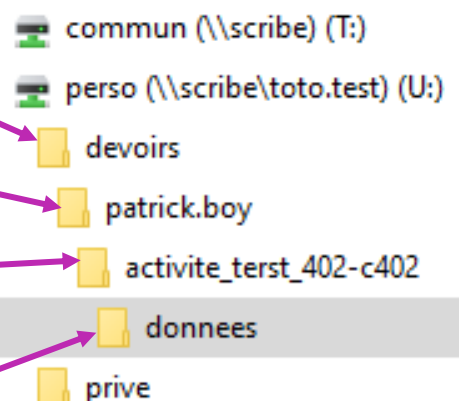 commun (\\scribe) (T:)
perso (\\scribe\toto.test) (U:)
devoirs
patrick.boy
activite_terst_402-c402
donnees
prive